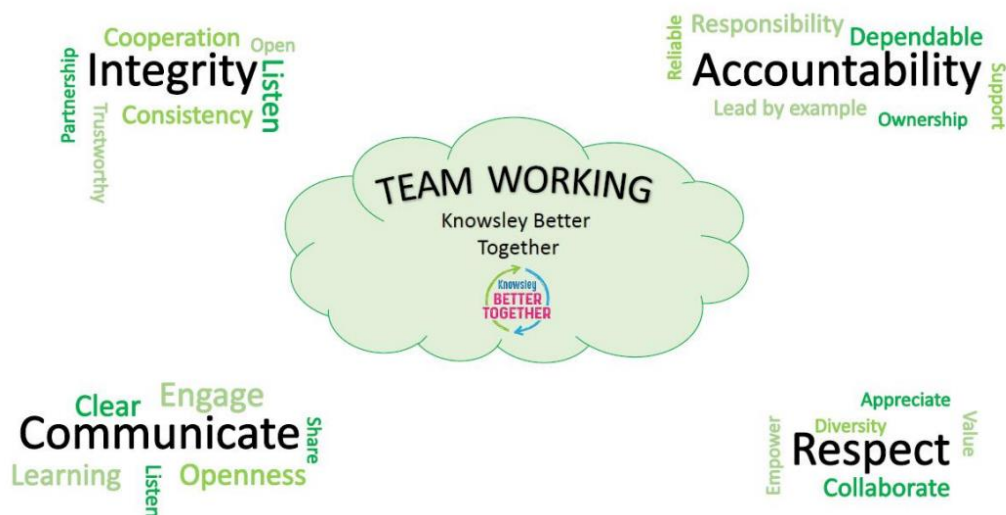 Cooperation
Open
Partnership
Integrity
Listen
Trustworthy
Consistency
Reliable
Responsibility
Dependable
Accountability
Support
Lead by example
Ownership
TEAM WORKING
Knowsley Better
Together
Knowsley
BETTER
TOGETHER
Clear
Engage
Communicate
Share
Learning
Listen
Openness
Appreciate
Empower
Diversity
Value
Respect
Collaborate